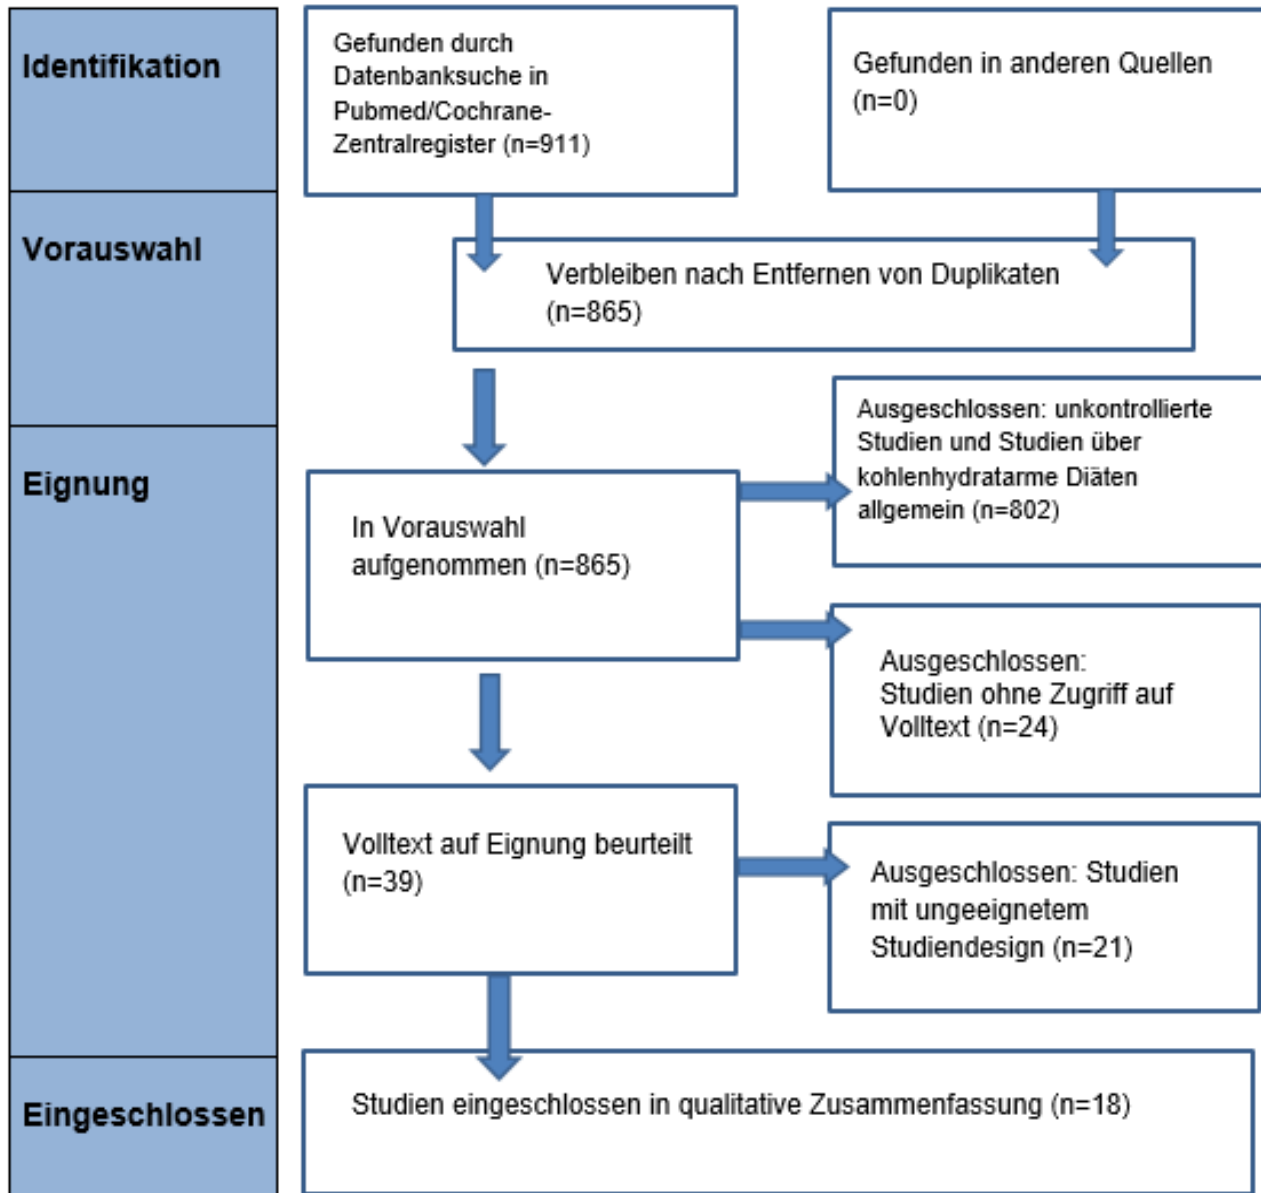 Identifikation
Gefunden durch
Datenbanksuche in
Pubmed/Cochrane-
Zentralregister (n=911)
Gefunden in anderen Quellen
(n=0)
Vorauswahl
Verbleiben nach Entfernen von Duplikaten
(n=865)
Eignung
In Vorauswahl
aufgenommen (n=865)
Ausgeschlossen: unkontrollierte
Studien und Studien über
kohlenhydratarme Diäten
allgemein (n=802)
Ausgeschlossen:
Studien ohne Zugriff auf
Volltext (n=24)
Volltext auf Eignung beurteilt
(n=39)
Ausgeschlossen: Studien
mit ungeeignetem
Studiendesign (n=21)
Eingeschlossen
Studien eingeschlossen in qualitative Zusammenfassung (n=18)